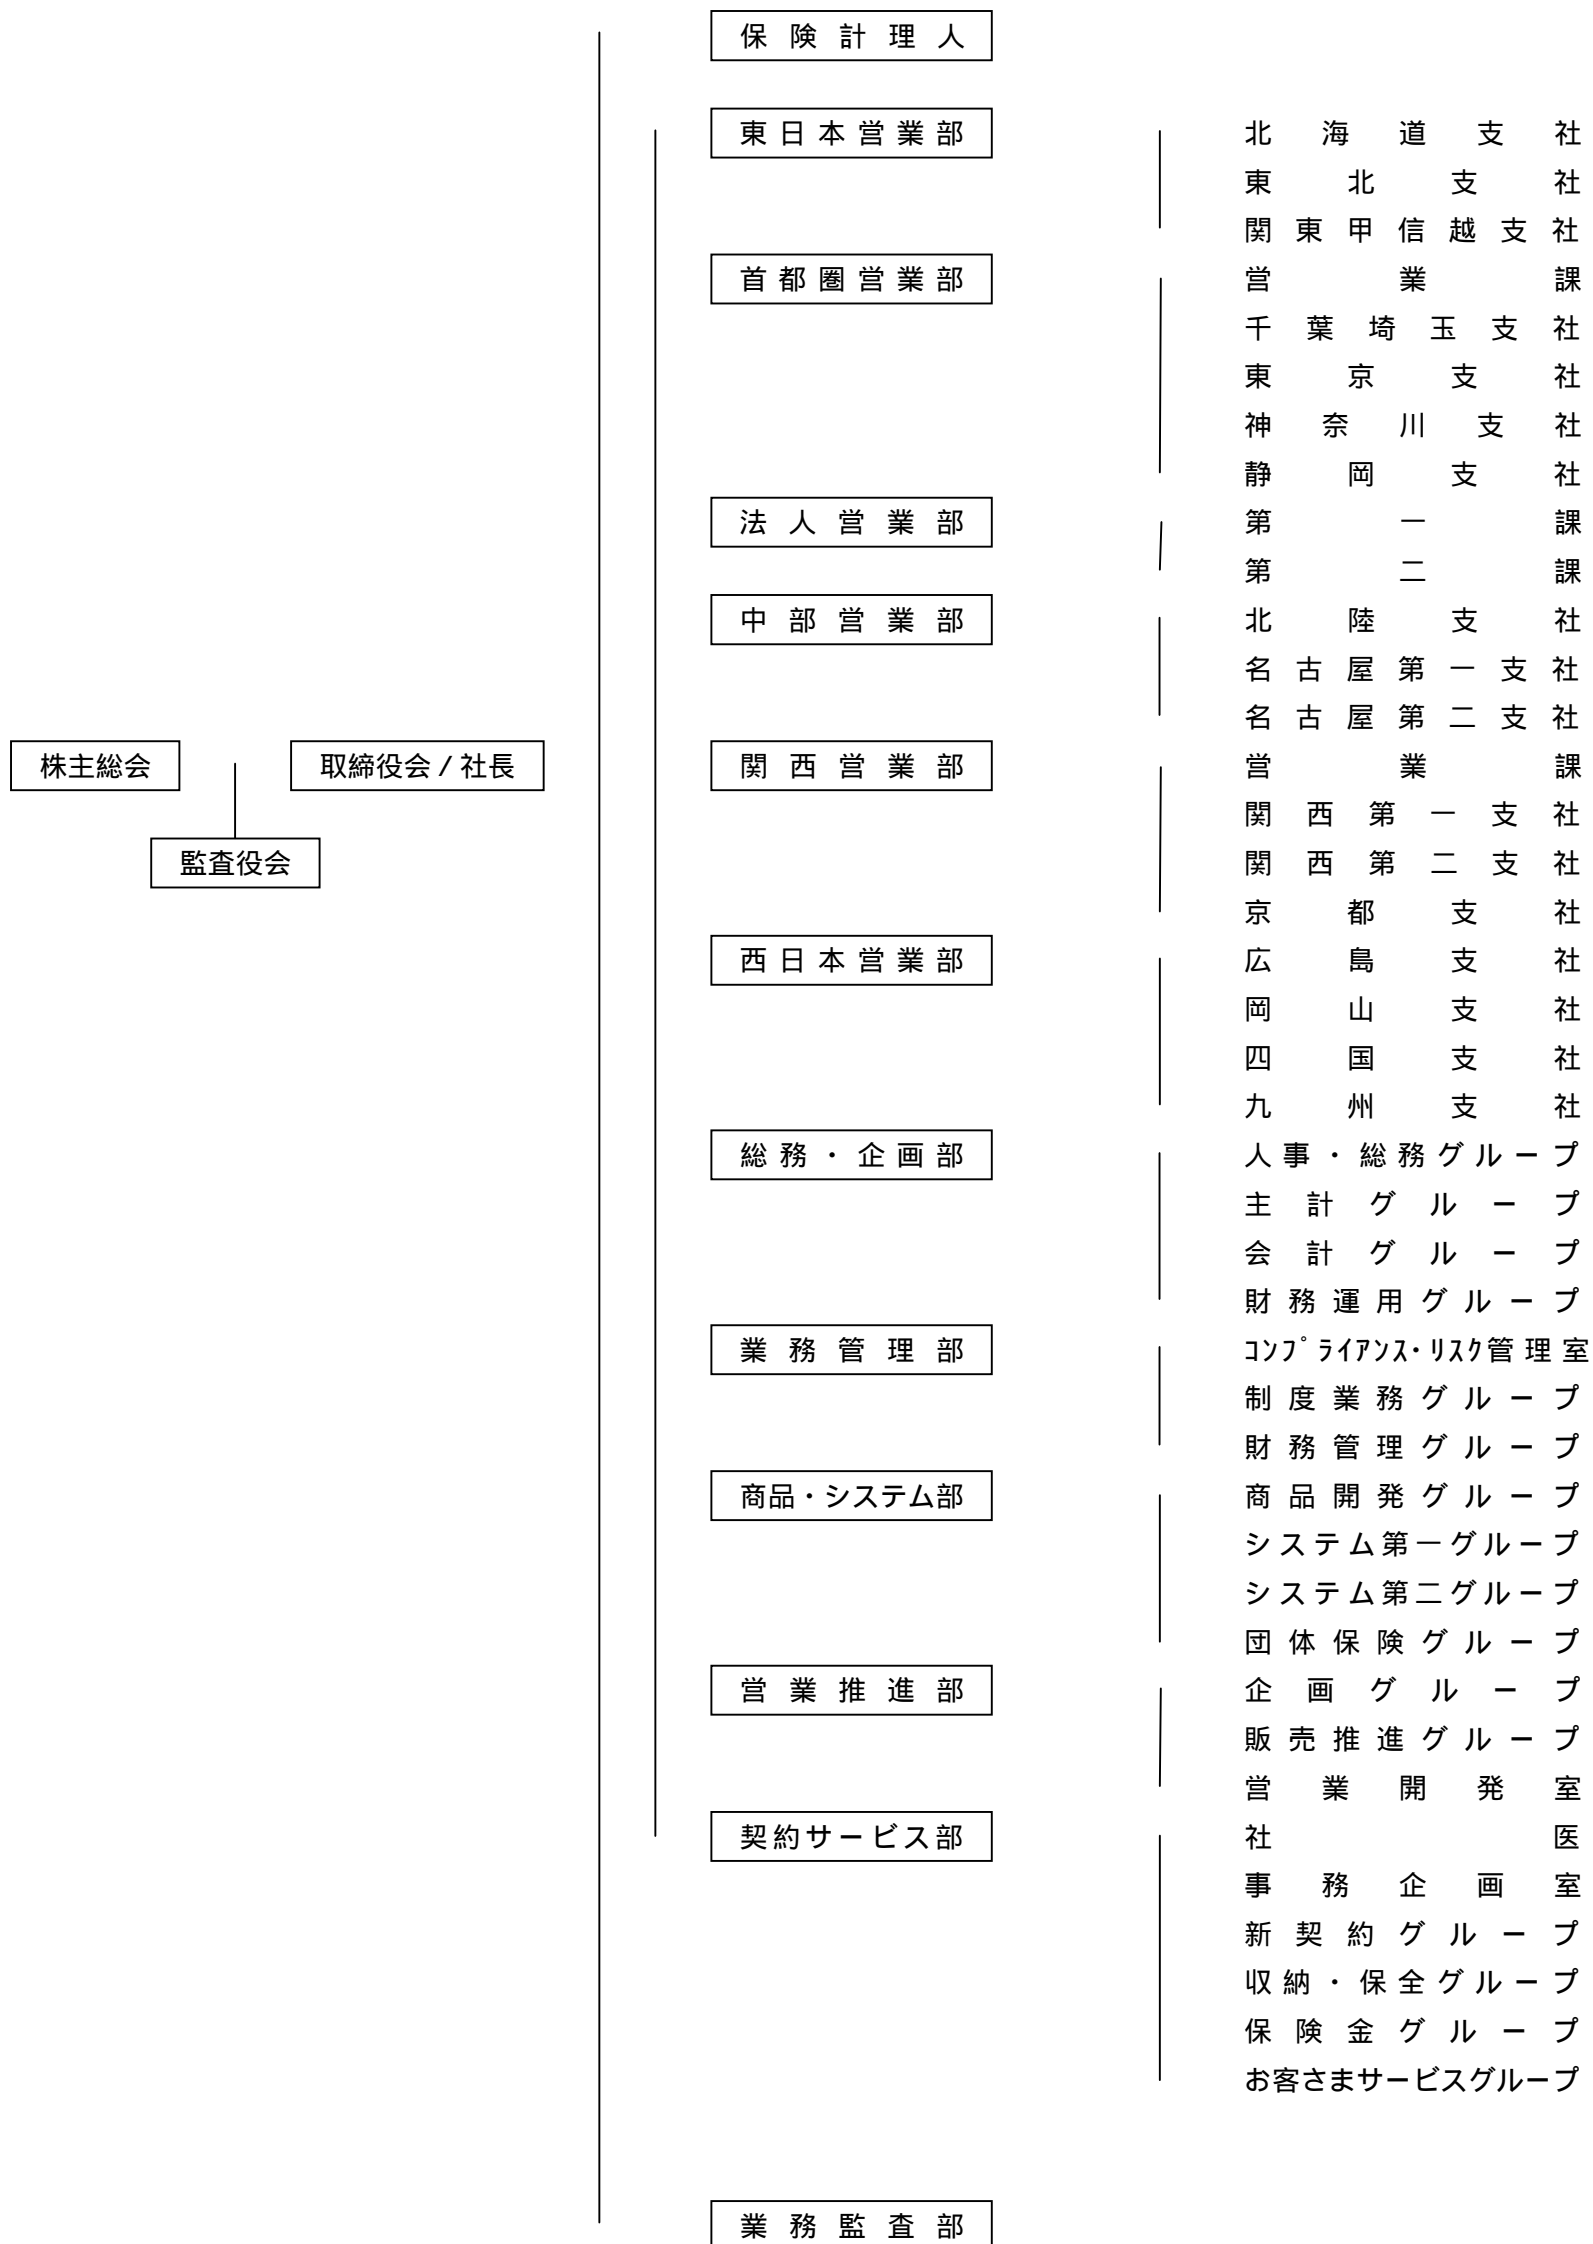 保険計理人
東日本営業部 北海道支社
東北支社
関東甲信越支社
首都圏営業部 営業課
千葉埼玉支社
東京支社
神奈川支社
静岡支社
法人営業部 第一課
第二課
中部営業部 北陸支社
名古屋第一支社
名古屋第二支社
株主総会 取締役会/社長 関西営業部 営業課
関西第一支社
監査役会 関西第二支社
京都支社
西日本営業部 広島支社
岡山支社
四国支社
九州支社
総務・企画部 人事・総務グループ
主計グループ
会計グループ
財務運用グループ
業務管理部 ｺﾝﾌﾟﾗｲｱﾝｽ･ﾘｽｸ管理室
制度業務グループ
財務管理グループ
商品・システム部 商品開発グループ
システム第一グループ
システム第二グループ
団体保険グループ
営業推進部 企画グループ
販売推進グループ
営業開発室
契約サービス部 社医
事務企画室
新契約グループ
収納・保全グループ
保険金グループ
お客さまサービスグループ
業務監査部